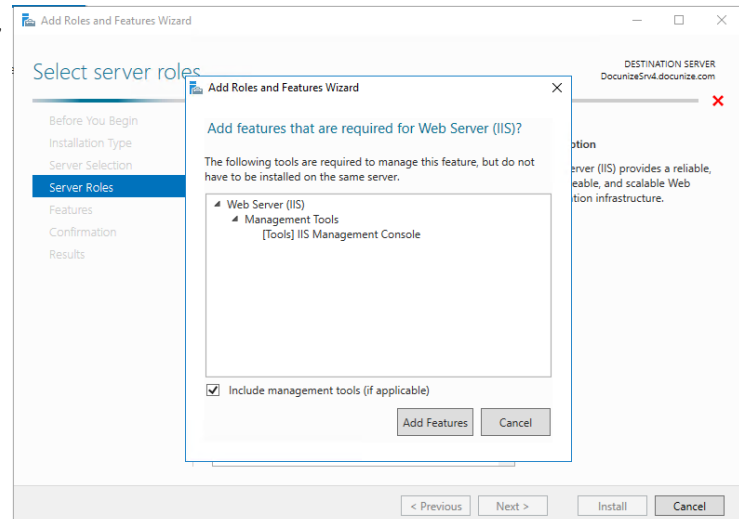 Add Roles and Features Wizard
Select server roles
DESTINATION SERVER
DocunizeSrv4.docunize.com
Before You Begin
Installation Type
Server Selection
Server Roles
Features
Confirmation
Results
Add Roles and Features Wizard
Add features that are required for Web Server (IIS)?
The following tools are required to manage this feature, but do not
have to be installed on the same server.
Web Server (IIS)
Management Tools
[Tools] IIS Management Console
Include management tools (if applicable)
Add Features
Cancel
ption
erver (IIS) provides a reliable,
eable, and scalable Web
tion infrastructure.
< Previous
Next >
Install
Cancel